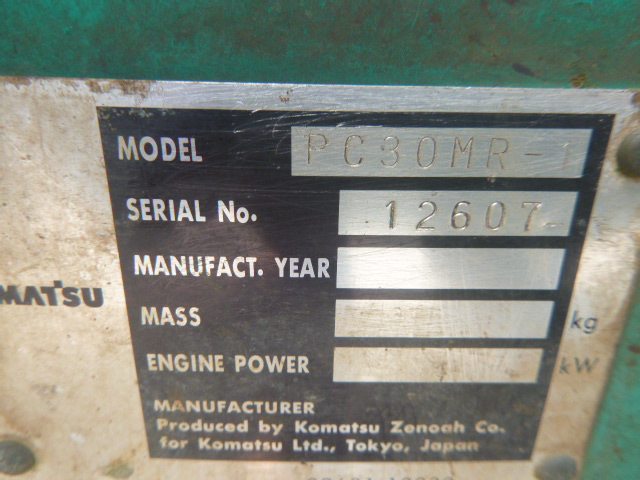 MODEL PC30MR-1
SERIAL No. 12607
MANUFACT. YEAR
MATSU
MASS kg
ENGINE POWER kW
MANUFACTURER
Produced by Komatsu Zenoah Co.
for Komatsu Ltd., Tokyo, Japan